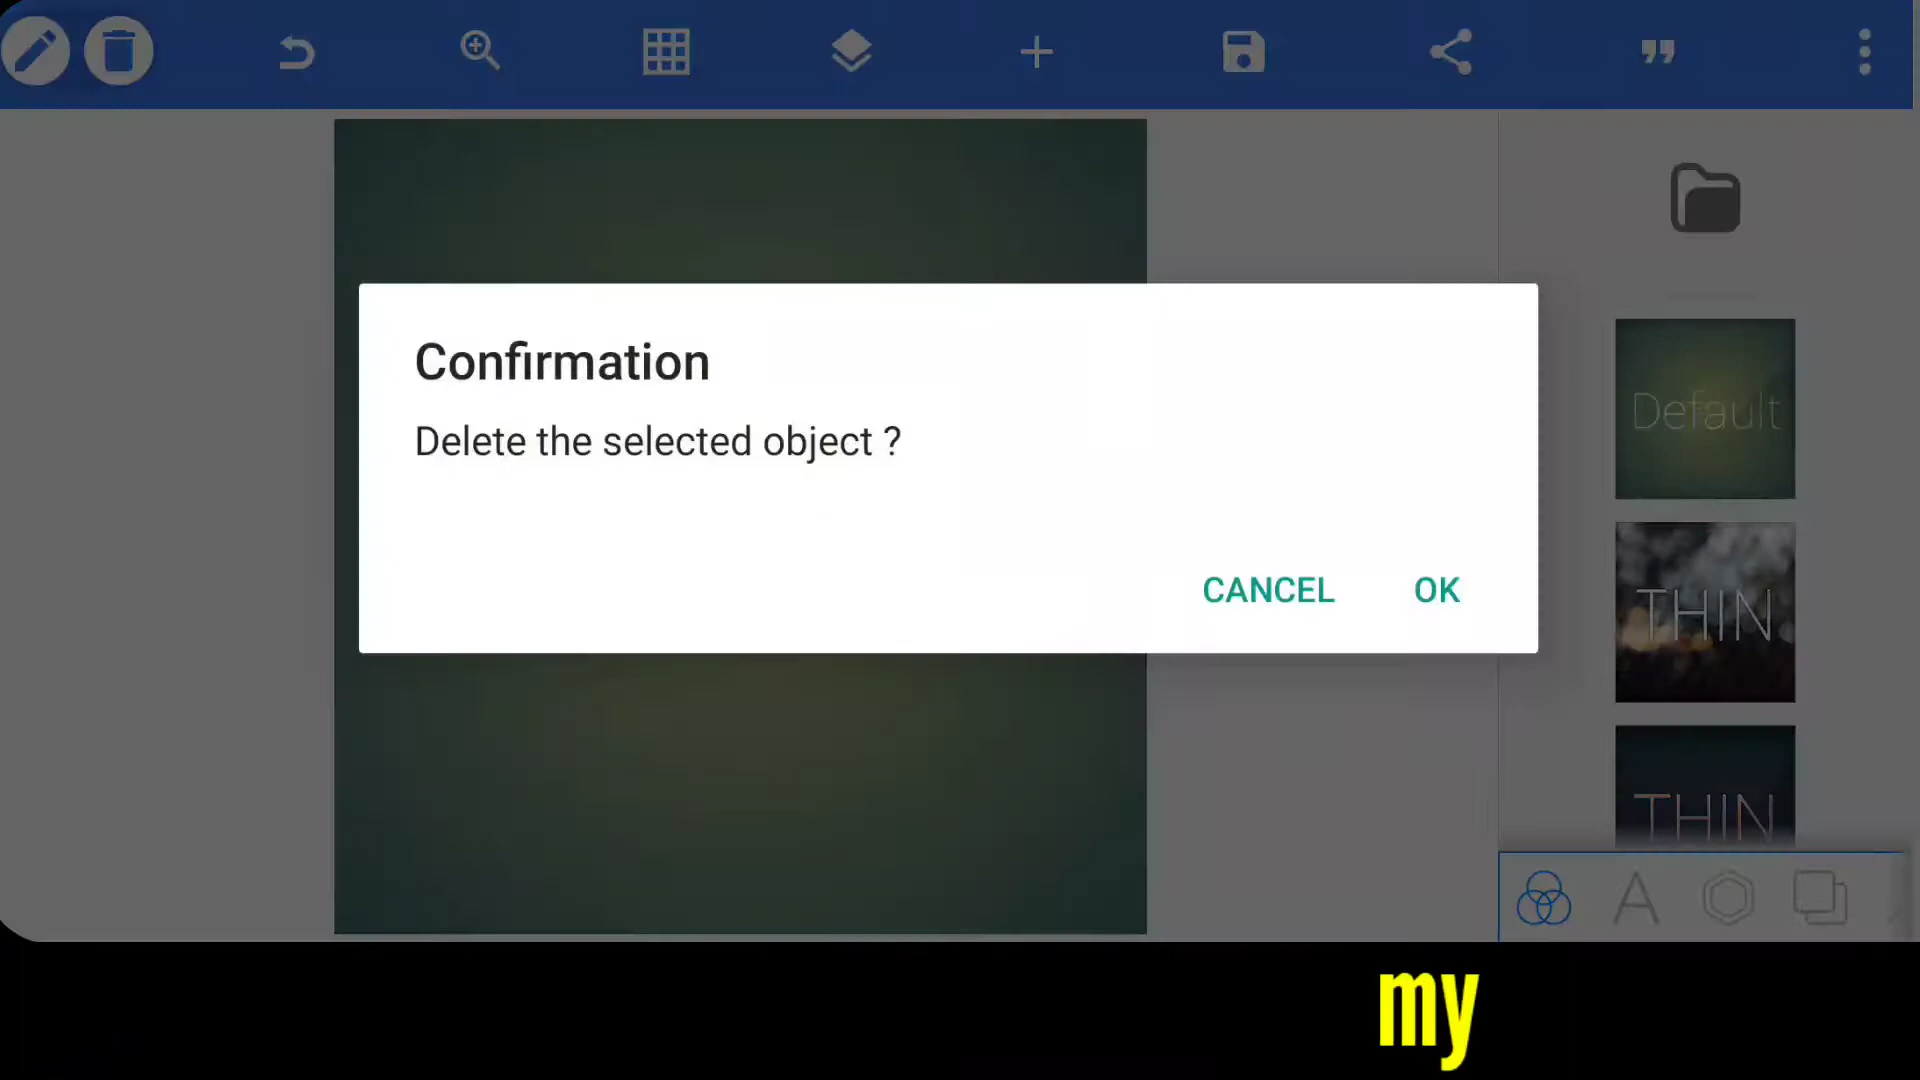 Confirmation
Delete the selected object ?
CANCEL OK
Default
THIN
THIN
my